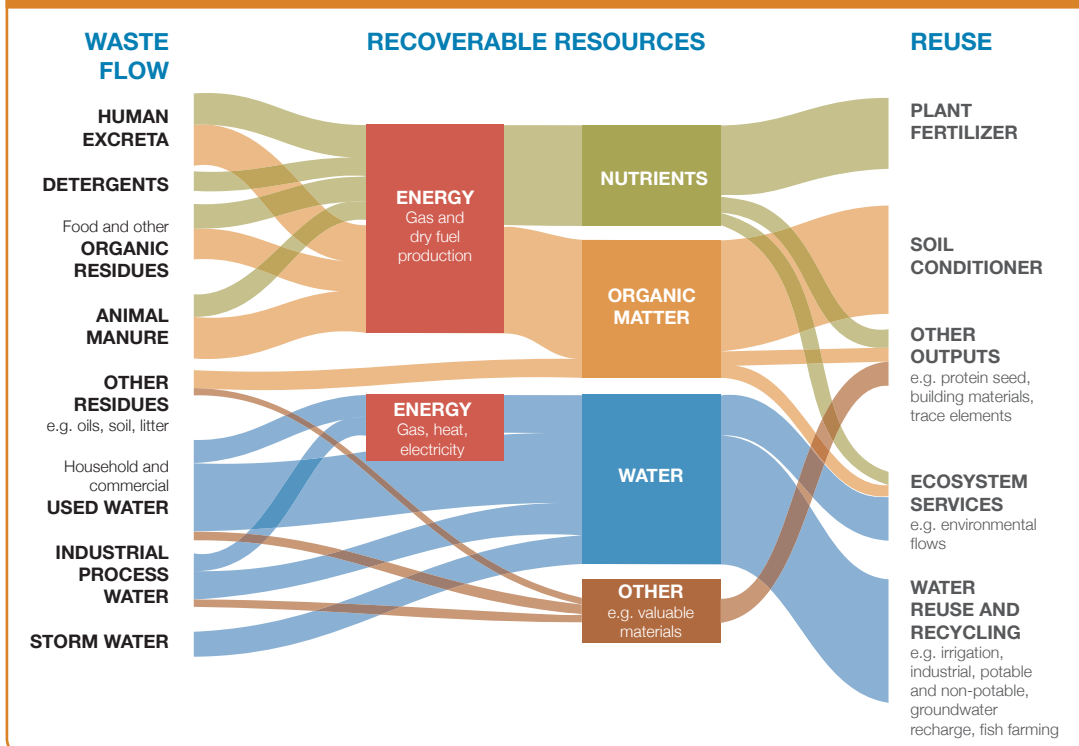 WASTE
FLOW
HUMAN
EXCRETA
DETERGENTS
Food and other
ORGANIC
RESIDUES
ANIMAL
MANURE
OTHER
RESIDUES
e.g. oils, soil, litter
Household and
commercial
USED WATER
INDUSTRIAL
PROCESS
WATER
STORM WATER
RECOVERABLE RESOURCES
ENERGY
Gas and
dry fuel
production
ENERGY
Gas, heat,
electricity
NUTRIENTS
ORGANIC
MATTER
WATER
OTHER
e.g. valuable
materials
REUSE
PLANT
FERTILIZER
SOIL
CONDITIONER
OTHER
OUTPUTS
e.g. protein seed,
building materials,
trace elements
ECOSYSTEM
SERVICES
e.g. environmental
flows
WATER
REUSE AND
RECYCLING
e.g. irrigation,
industrial, potable
and non-potable,
groundwater
recharge, fish farming